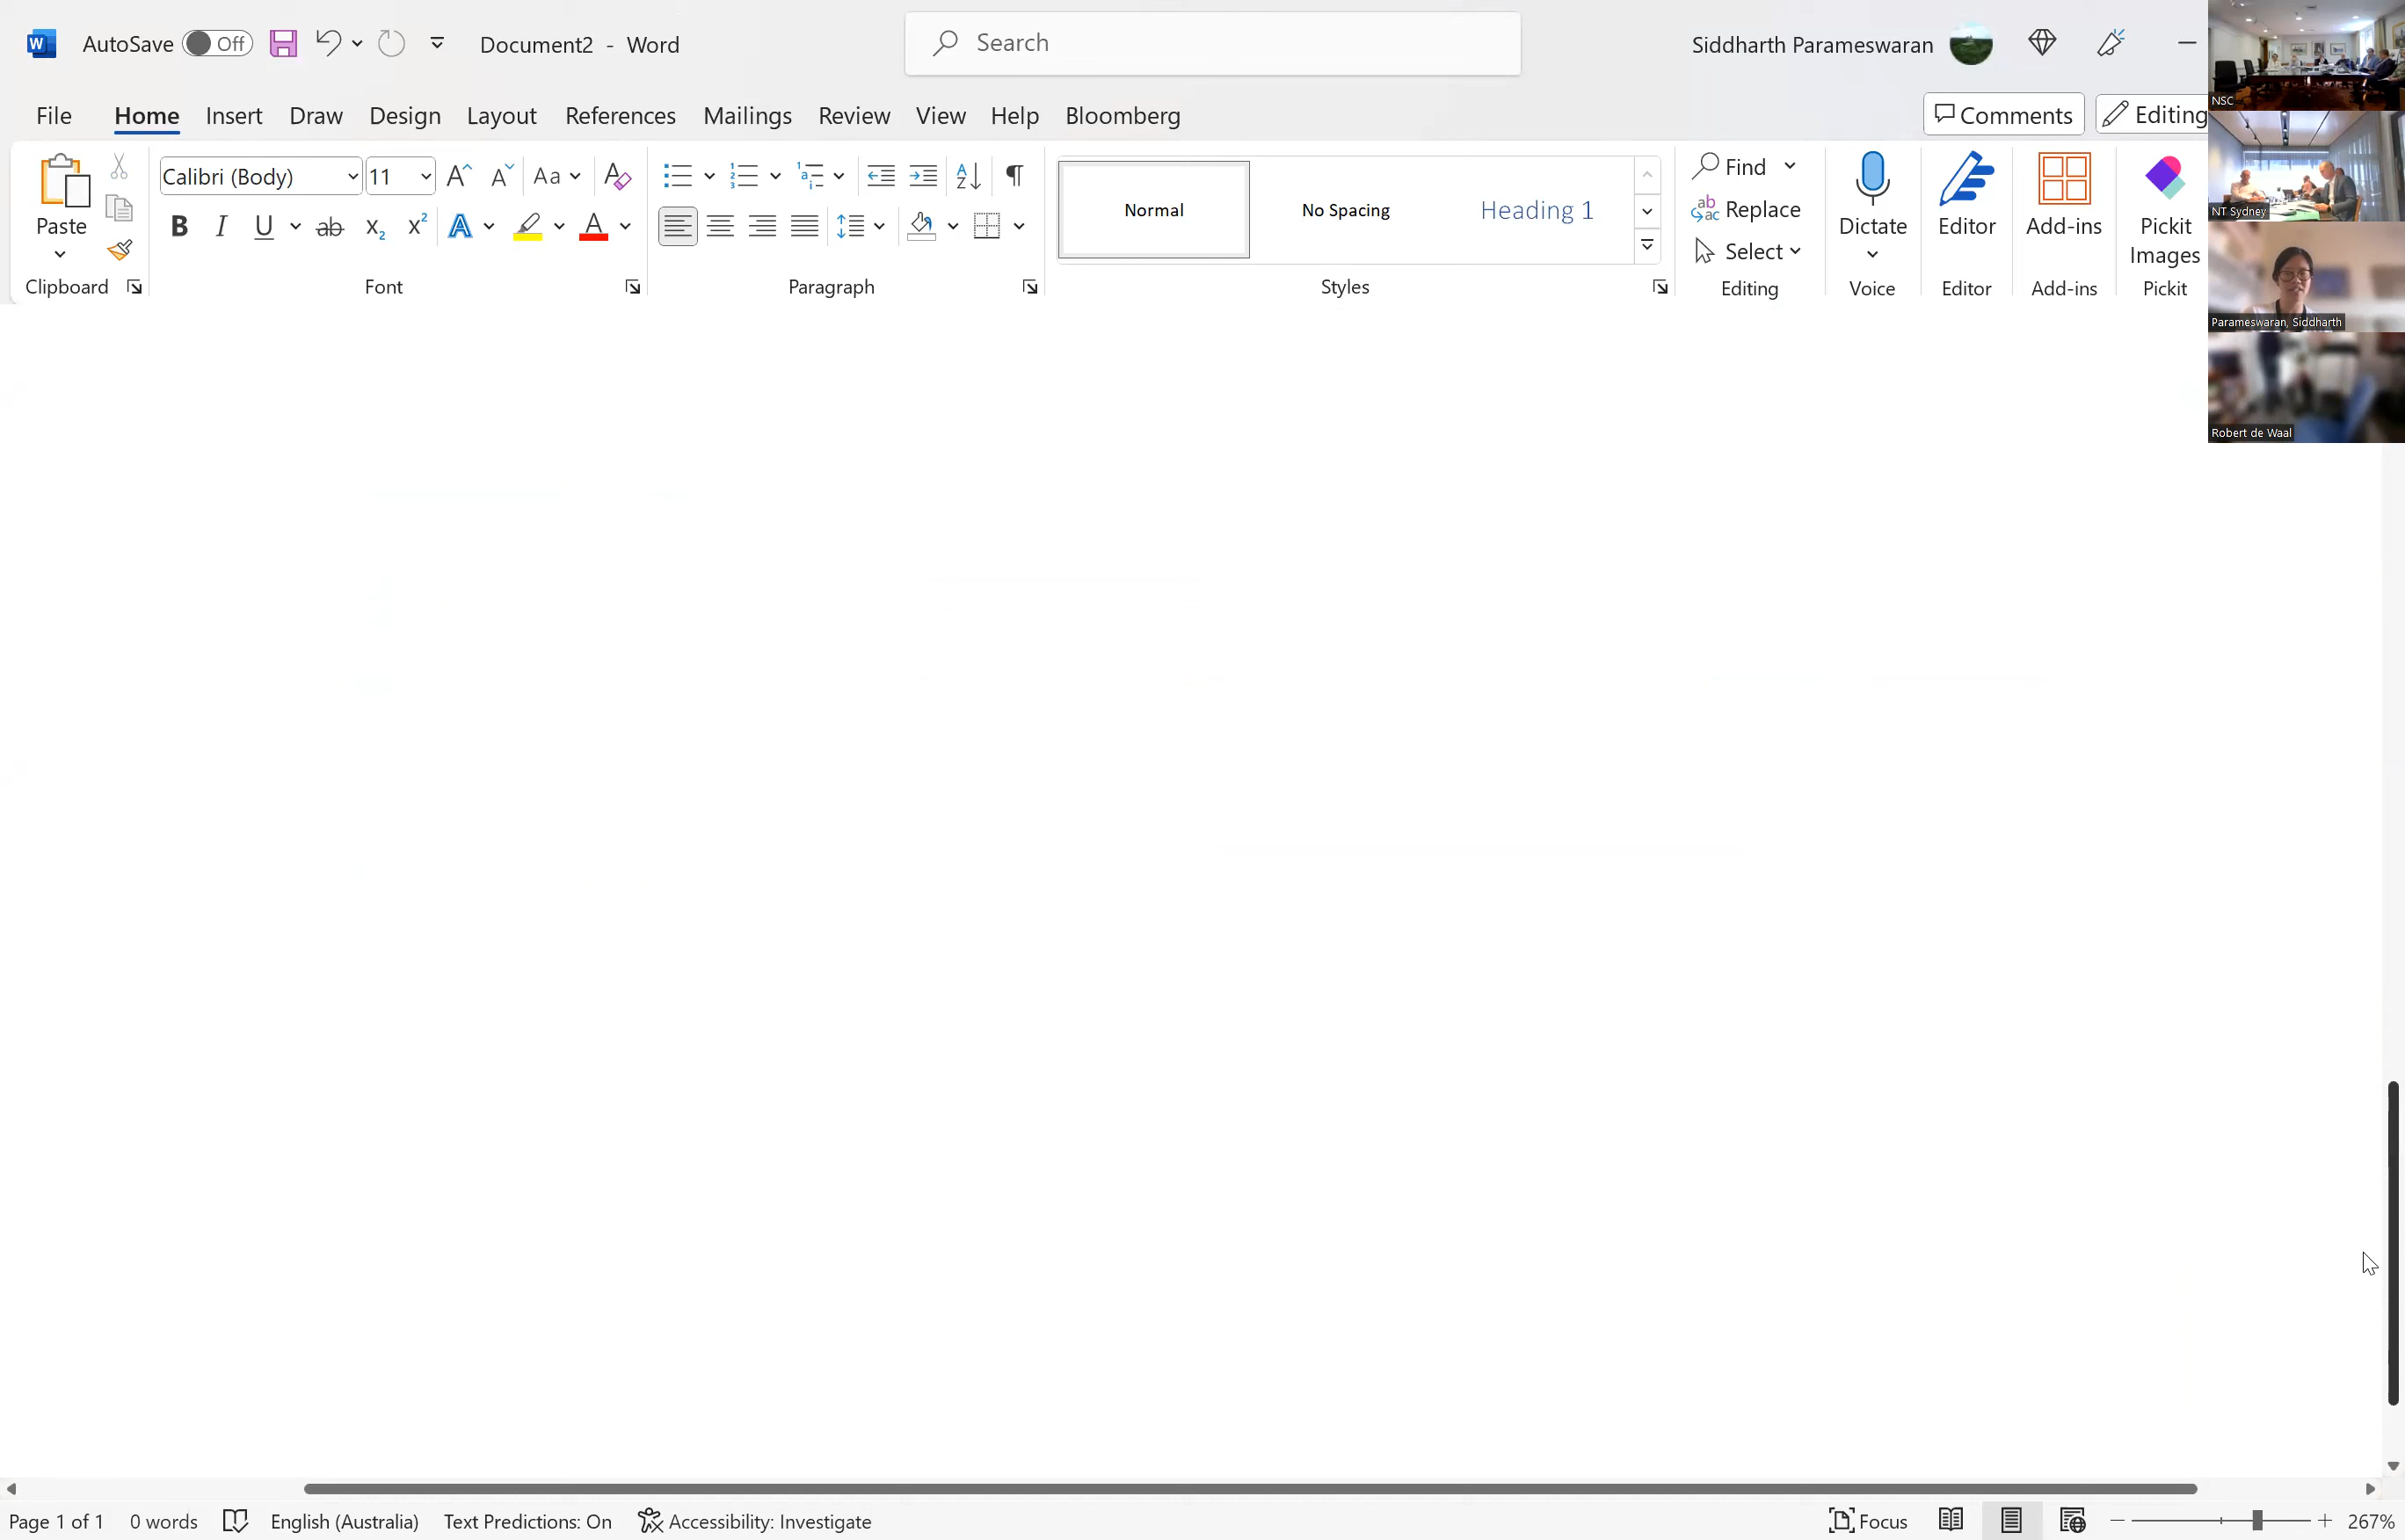 AutoSave Off Document2 - Word Search Siddharth Parameswaran
File Home Insert Draw Design Layout References Mailings Review View Help Bloomberg Comments Editing
Paste
Clipboard
Calibri (Body) 11
Font
Paragraph
Normal No Spacing Heading 1
Styles
Find
Replace
Select
Editing
Dictate
Voice
Editor
Editor
Add-ins
Add-ins
Pickit
Images
Pickit
NSC
NT Sydney
Parameswaran, Siddharth
Robert de Waal
Page 1 of 1 0 words English (Australia) Text Predictions: On Accessibility: Investigate Focus 267%